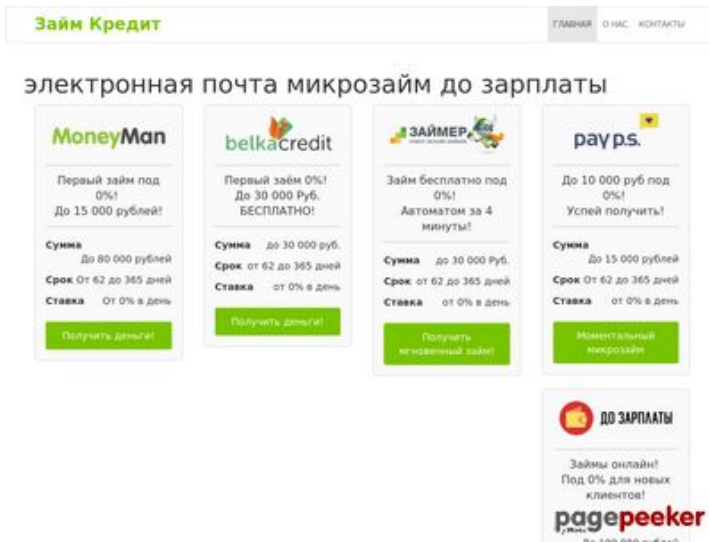 Займ Кредит
ГЛАВНАЯ О НАС КОНТАКТЫ
электронная почта микрозайм до зарплаты
MoneyMan
Первый займ под
0%!
До 15 000 рублей!
Сумма
До 80 000 рублей
Срок От 62 до 365 дней
Ставка От 0% в день
Получить деньги!
belkacredit
Первый заём 0%!
До 30 000 Руб.
БЕСПЛАТНО!
Сумма до 30 000 руб.
Срок от 62 до 365 дней
Ставка от 0% в день
Получить деньги!
ЗАЙМЕР
Займ бесплатно под
0%!
Автоматом за 4
минуты!
Сумма до 30 000 Руб.
Срок от 62 до 365 дней
Ставка от 0% в день
Получить
мгновенный займ!
pay p.s.
До 10 000 руб под
0%!
Успей получить!
Сумма
До 15 000 рублей
Срок От 62 до 365 дней
Ставка от 0% в день
Моментальный
микрозайм
ДО ЗАРПЛАТЫ
Займы онлайн!
Под 0% для новых
клиентов!
pagepeeker
До 100 000 рублей